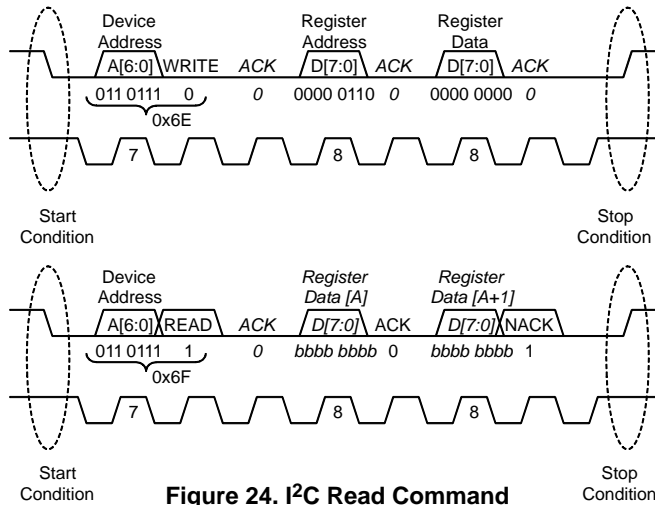 Device Address Register Address Register Data
A[6:0] WRITE ACK D[7:0] ACK D[7:0] ACK
011 0111 0 0 0000 0110 0 0000 0000 0
0x6E
7 8 8
Start Condition Stop Condition
Device Address Register Data [A] Register Data [A+1]
A[6:0] READ ACK D[7:0] ACK D[7:0] NACK
011 0111 1 0 bbbb bbbb 0 bbbb bbbb 1
0x6F
7 8 8
Start Condition Stop Condition
Figure 24. I²C Read Command